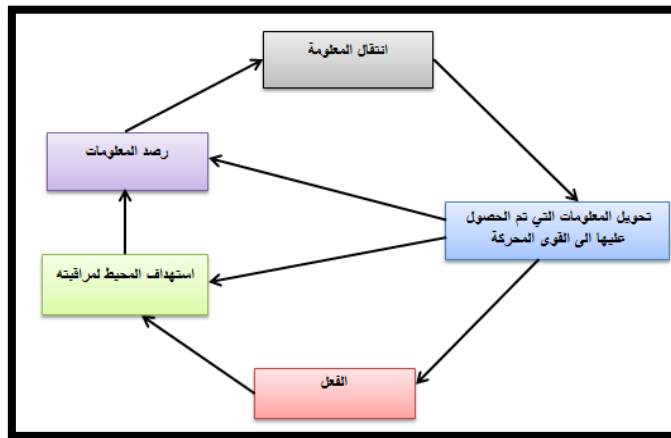 انتقال المعلومة
رصد المعلومات
تحويل المعلومات التي تم الحصول
عليها الى القوى المحركة
استهداف المحيط لمراقبته
الفعل